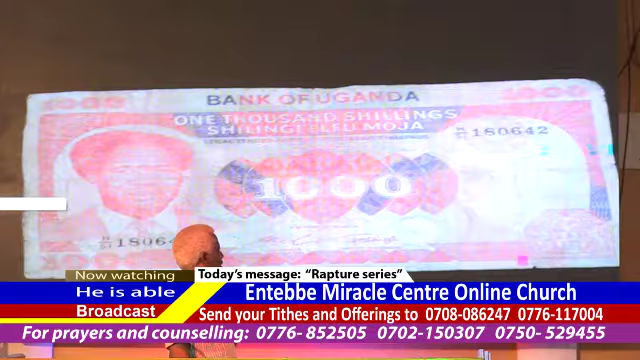 1000
1000
BANK OF UGANDA
ONE THOUSAND SHILLINGS
SHILINGI ELFU MOJA
180642
1000
Now watching
Today's message: "Rapture series"
He is able
Entebbe Miracle Centre Online Church
Broadcast
Send your Tithes and Offerings to 0708-086247 0776-117004
For prayers and counselling: 0776- 852505 0702-150307 0750- 529455